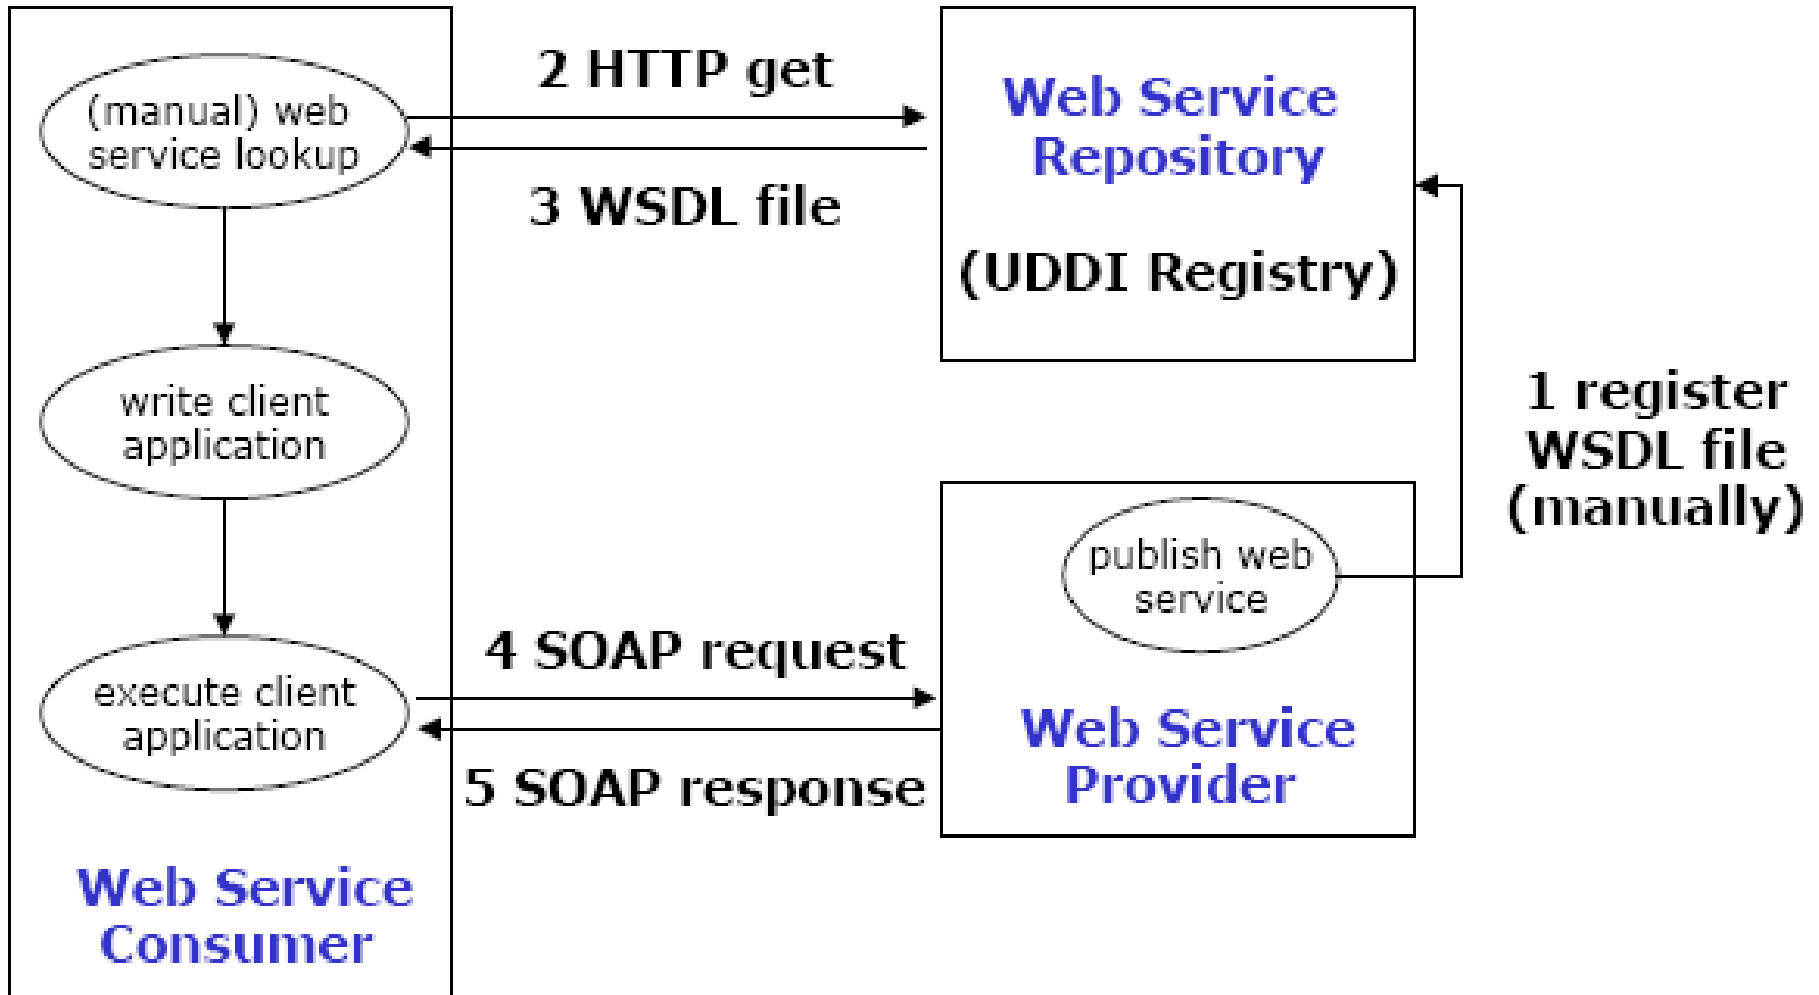 (manual) web
service lookup
write client
application
execute client
application
Web Service
Consumer
2 HTTP get
3 WSDL file
4 SOAP request
5 SOAP response
Web Service
Repository
(UDDI Registry)
publish web
service
Web Service
Provider
1 register
WSDL file
(manually)